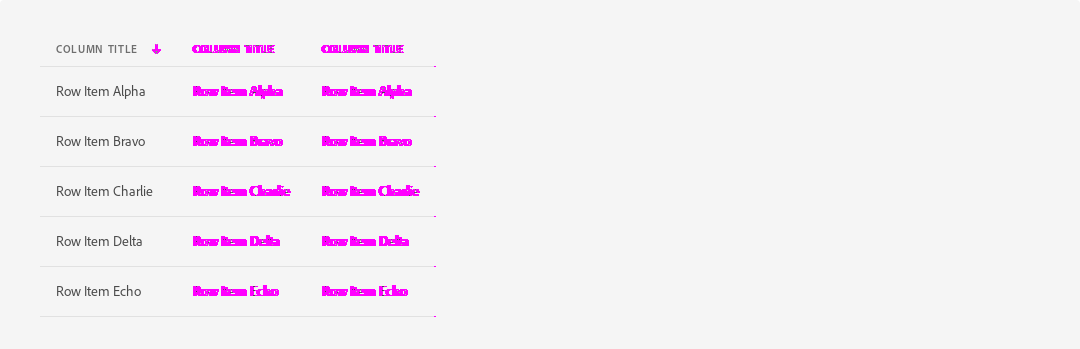 COLUMN TITLE COLUMN TITLE COLUMN TITLE
Row Item Alpha Row Item Alpha Row Item Alpha
Row Item Bravo Row Item Bravo Row Item Bravo
Row Item Charlie Row Item Charlie Row Item Charlie
Row Item Delta Row Item Delta Row Item Delta
Row Item Echo Row Item Echo Row Item Echo